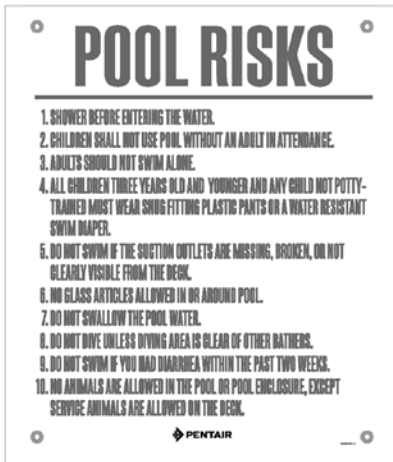 POOL RISKS
1. SHOWER BEFORE ENTERING THE WATER.
2. CHILDREN SHALL NOT USE POOL WITHOUT AN ADULT IN ATTENDANCE.
3. ADULTS SHOULD NOT SWIM ALONE.
4. ALL CHILDREN THREE YEARS OLD AND YOUNGER AND ANY CHILD NOT POTTY-
TRAINED MUST WEAR SNUG FITTING PLASTIC PANTS OR A WATER RESISTANT
SWIM DIAPER.
5. DO NOT SWIM IF THE SUCTION OUTLETS ARE MISSING, BROKEN, OR NOT
CLEARLY VISIBLE FROM THE DECK.
6. NO GLASS ARTICLES ALLOWED IN OR AROUND POOL.
7. DO NOT SWALLOW THE POOL WATER.
8. DO NOT DIVE UNLESS DIVING AREA IS CLEAR OF OTHER BATHERS.
9. DO NOT SWIM IF YOU HAD DIARRHEA WITHIN THE PAST TWO WEEKS.
10. NO ANIMALS ARE ALLOWED IN THE POOL OR POOL ENCLOSURE, EXCEPT
SERVICE ANIMALS ARE ALLOWED ON THE DECK.
PENTAIR